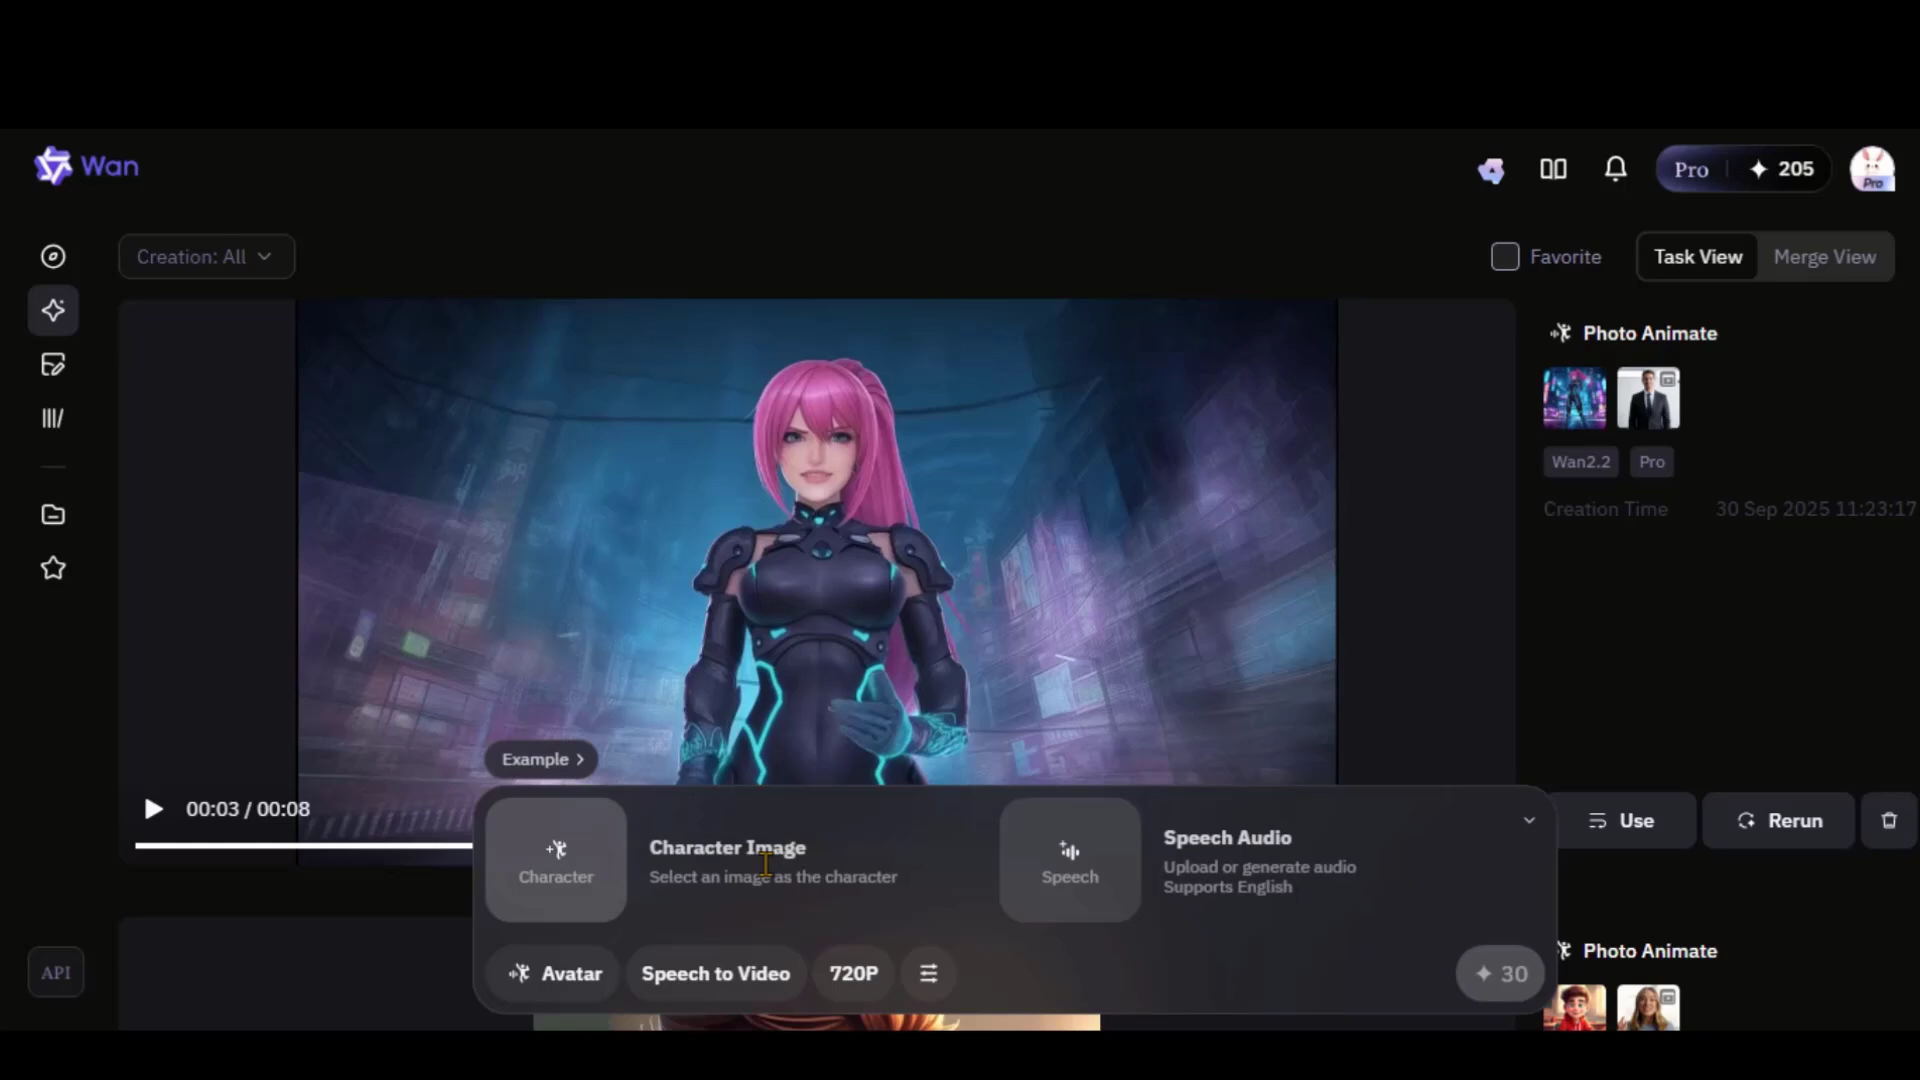 Wan
Pro
205
Pro
Creation: All
Favorite
Task View
Merge View
Photo Animate
Wan2.2
Pro
Creation Time
30 Sep 2025 11:23:17
Example
00:03 / 00:08
Character
Character Image
Select an image as the character
Speech
Speech Audio
Upload or generate audio
Supports English
Use
Rerun
Photo Animate
API
Avatar
Speech to Video
720P
30